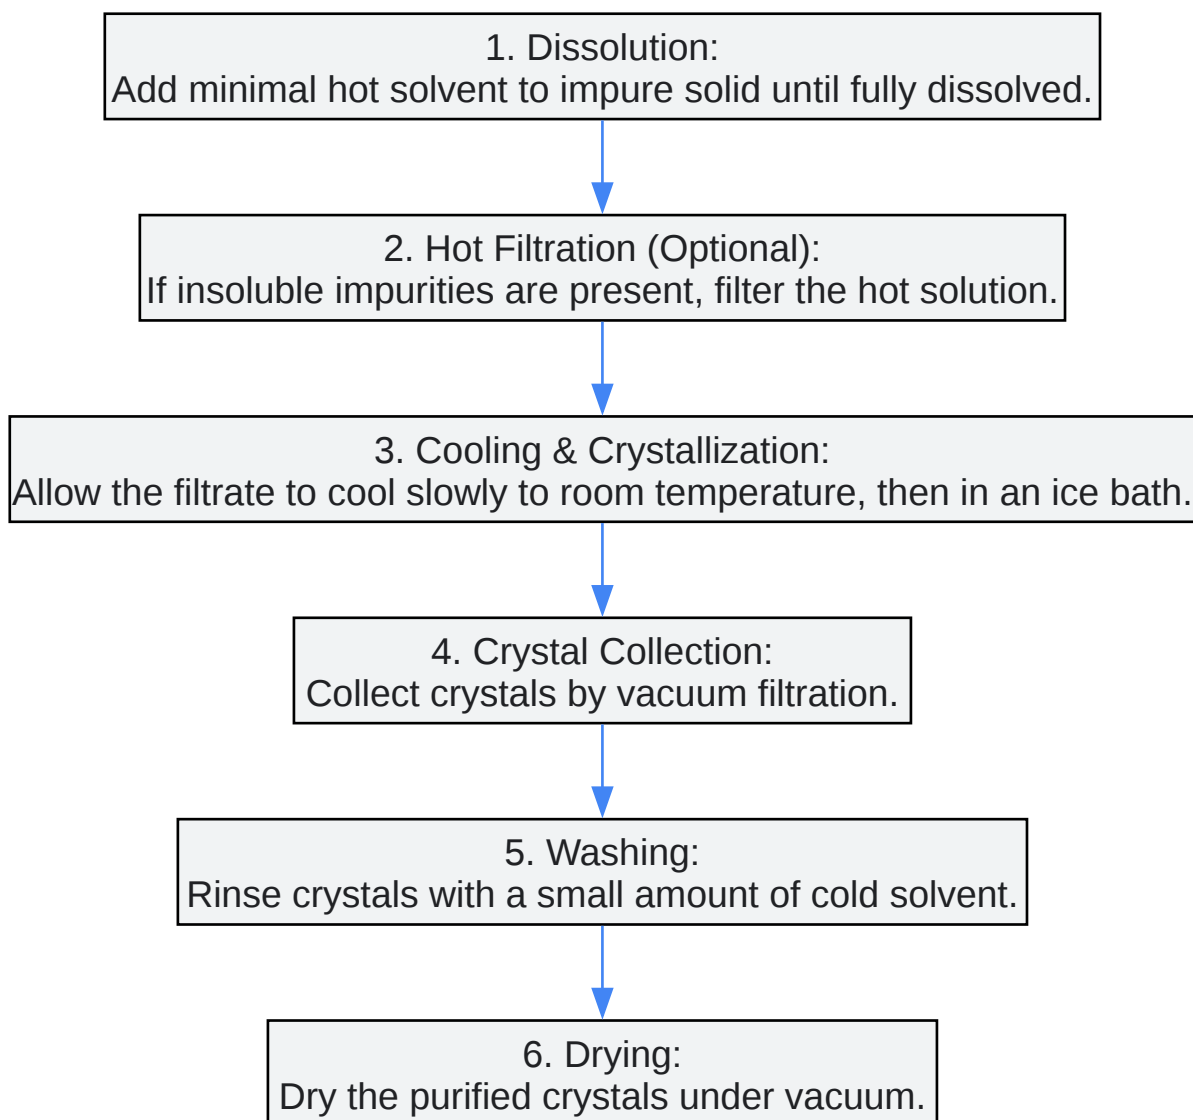 1. Dissolution:
Add minimal hot solvent to impure solid until fully dissolved.
2. Hot Filtration (Optional):
If insoluble impurities are present, filter the hot solution.
3. Cooling & Crystallization:
Allow the filtrate to cool slowly to room temperature, then in an ice bath.
4. Crystal Collection:
Collect crystals by vacuum filtration.
5. Washing:
Rinse crystals with a small amount of cold solvent.
6. Drying:
Dry the purified crystals under vacuum.